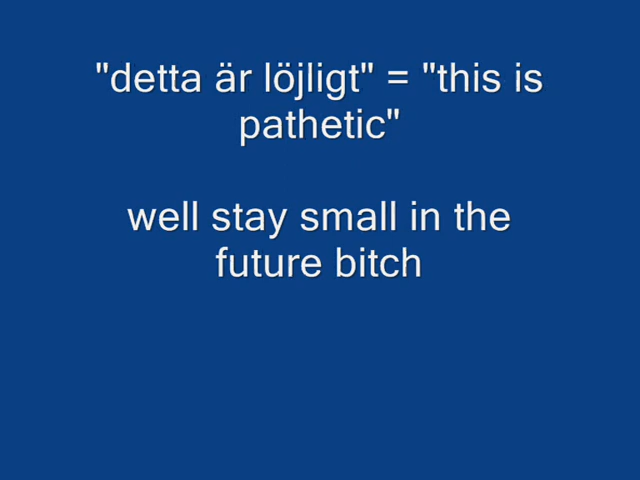 "detta är löjligt" = "this is
pathetic"
well stay small in the
future bitch